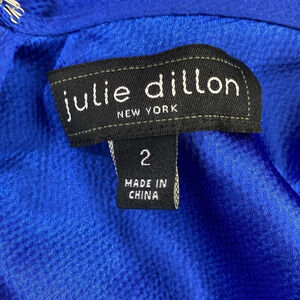 julie dillon
NEW YORK
2
MADE IN
CHINA